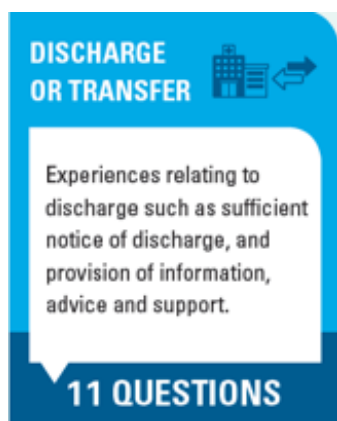 DISCHARGE
OR TRANSFER
Experiences relating to
discharge such as sufficient
notice of discharge, and
provision of information,
advice and support.
11 QUESTIONS